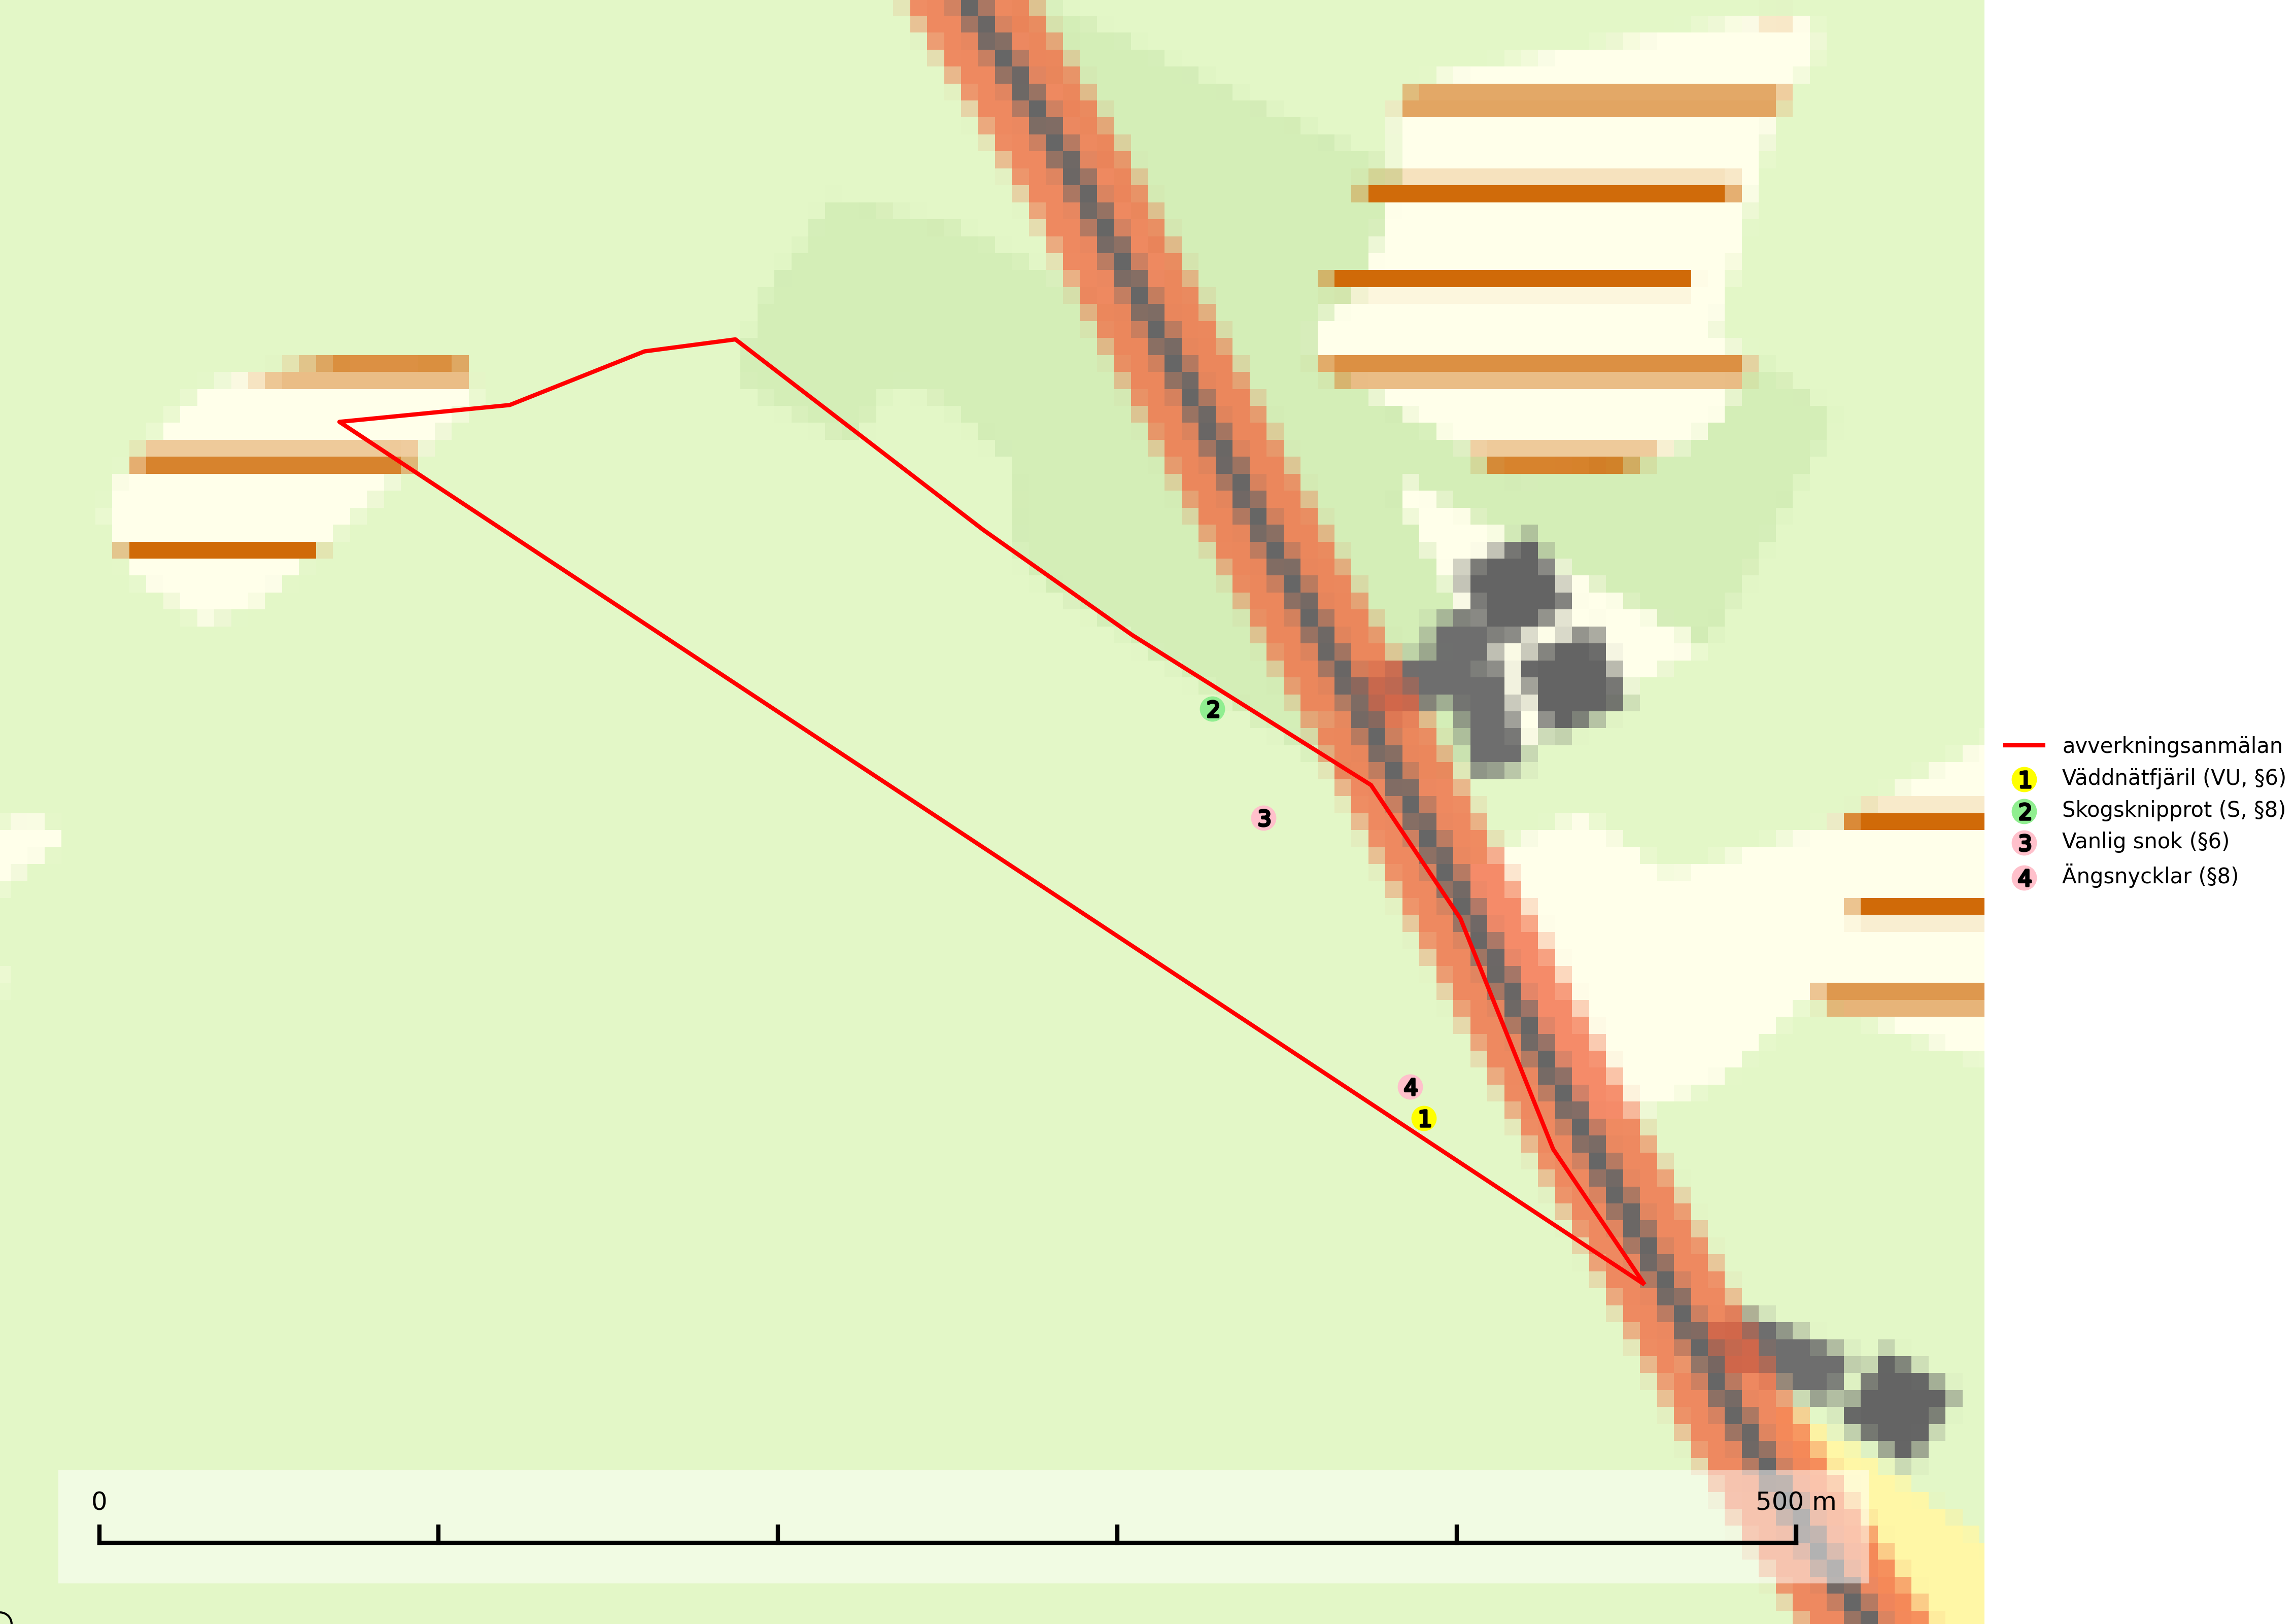 2
3
4
1
avverkningsanmälan
1 Väddnätfjäril (VU, §6)
2 Skogsknipprot (S, §8)
3 Vanlig snok (§6)
4 Ängsnycklar (§8)
0 500 m